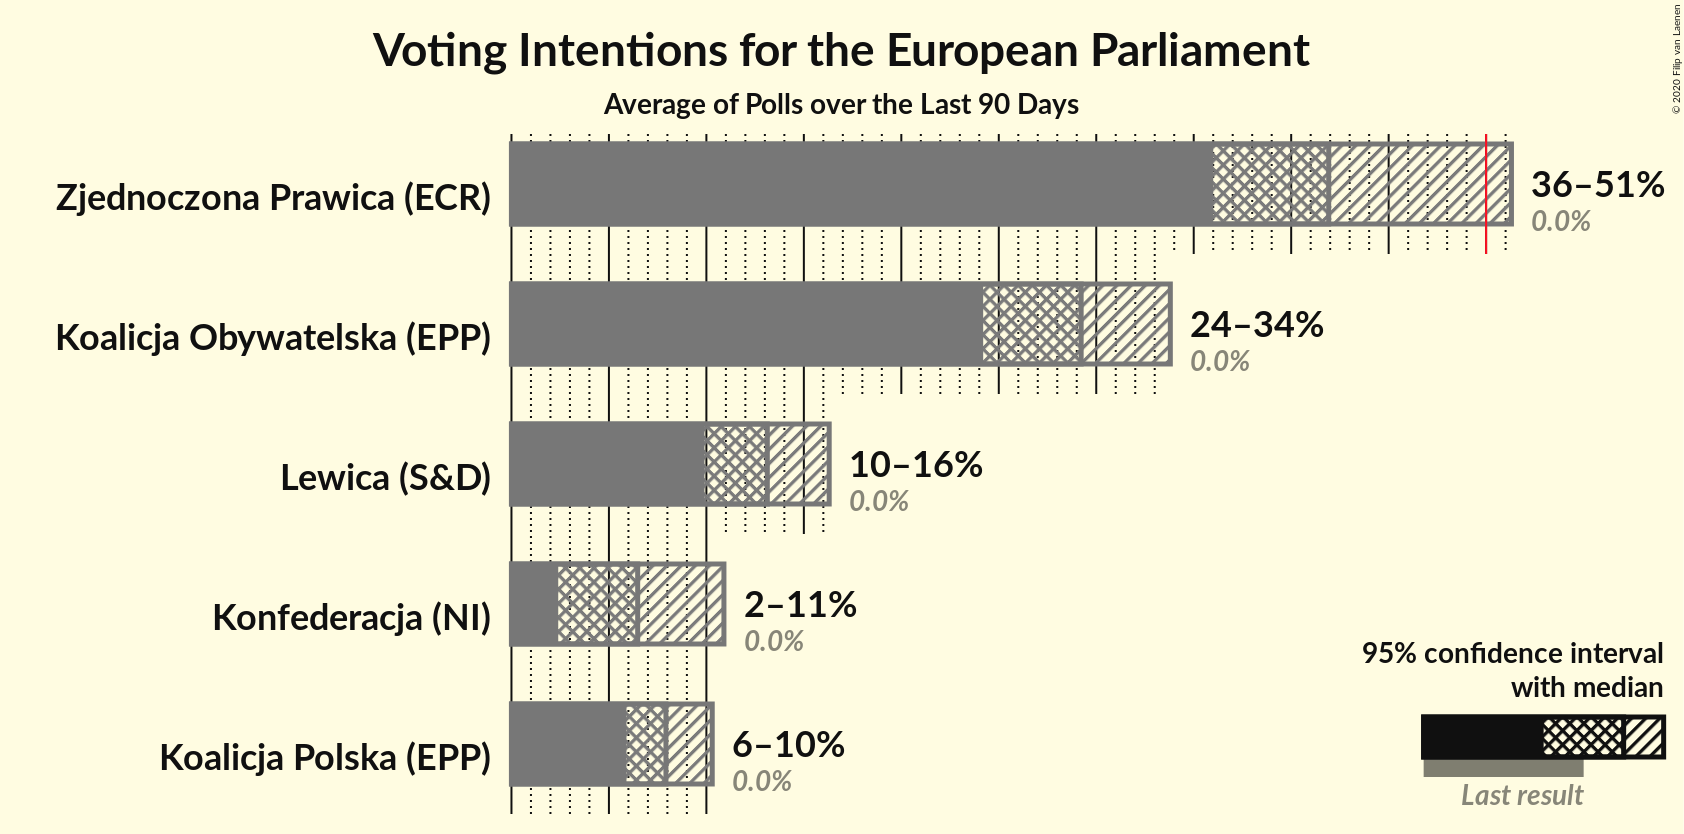 Voting Intentions for the European Parliament
Average of Polls over the Last 90 Days
© 2020 Filip van Laenen
Zjednoczona Prawica (ECR)
36–51%
0.0%
Koalicja Obywatelska (EPP)
24–34%
0.0%
Lewica (S&D)
10–16%
0.0%
Konfederacja (NI)
2–11%
0.0%
Koalicja Polska (EPP)
6–10%
0.0%
95% confidence interval
with median
Last result